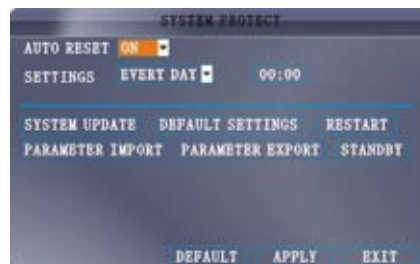 SYSTEM PROTECT
AUTO RESET ON
SETTINGS EVERY DAY 00:00
SYSTEM UPDATE DEFAULT SETTINGS RESTART
PARAMETER IMPORT PARAMETER EXPORT STANDBY
DEFAULT APPLY EXIT